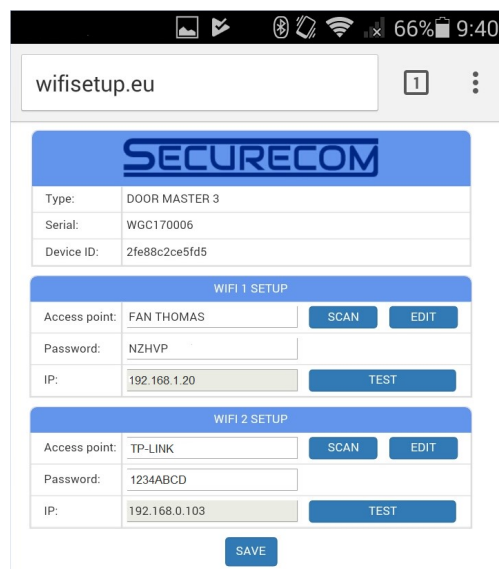 66% 9:40
wifisetup.eu 1
SECURECOM
Type: DOOR MASTER 3
Serial: WGC170006
Device ID: 2fe88c2ce5fd5
WIFI 1 SETUP
Access point: FAN THOMAS SCAN EDIT
Password: NZHVP
IP: 192.168.1.20 TEST
WIFI 2 SETUP
Access point: TP-LINK SCAN EDIT
Password: 1234ABCD
IP: 192.168.0.103 TEST
SAVE